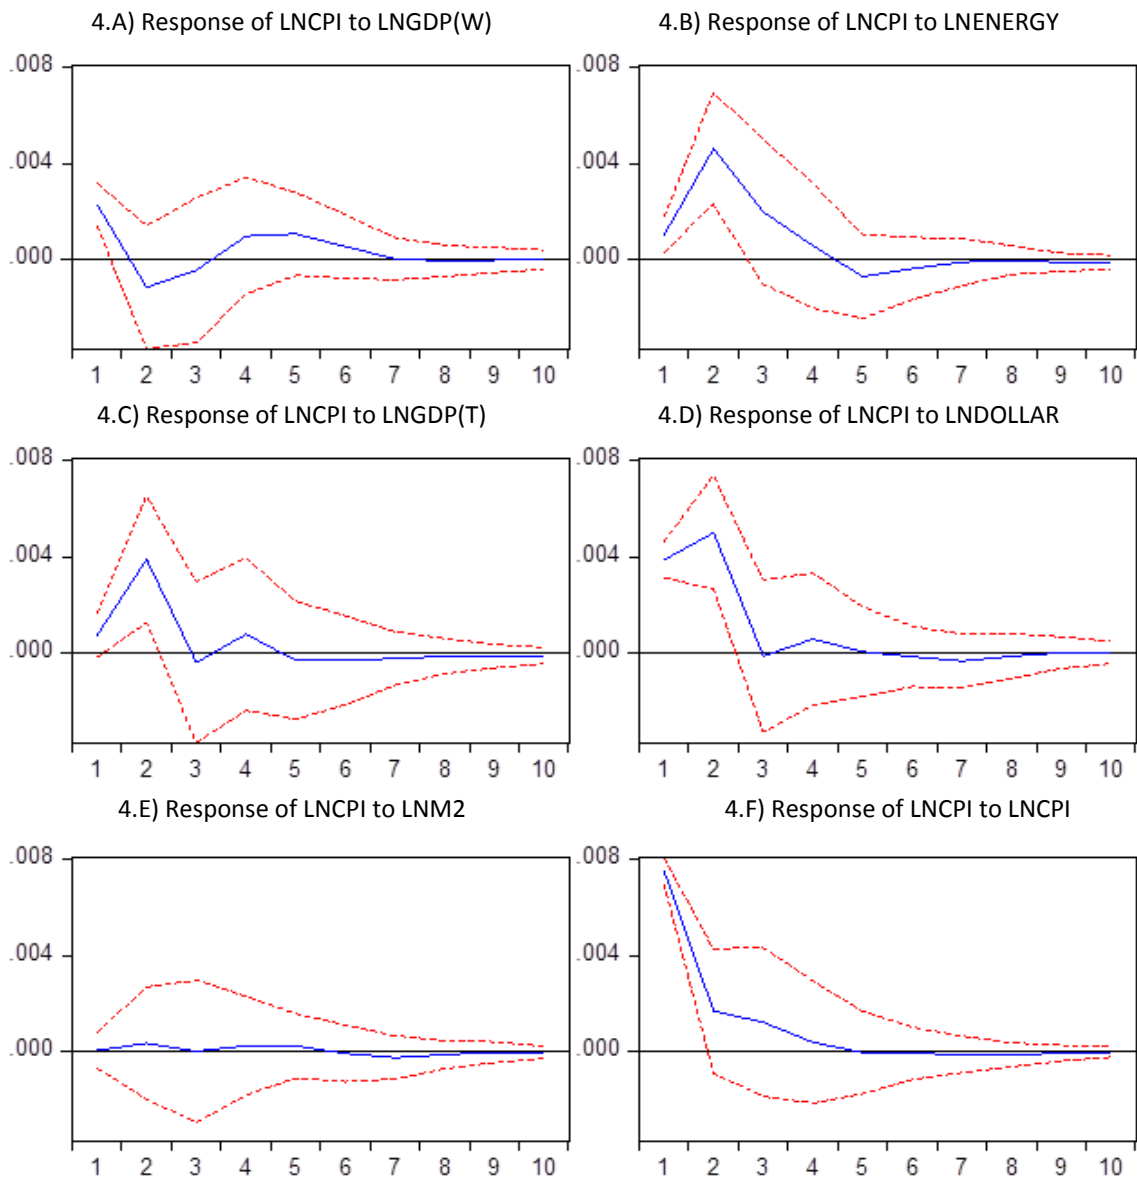 4.A) Response of LNCPI to LNGDP(W)
4.B) Response of LNCPI to LNENERGY
.008
.004
.000
1 2 3 4 5 6 7 8 9 10
.008
.004
.000
1 2 3 4 5 6 7 8 9 10
4.C) Response of LNCPI to LNGDP(T)
4.D) Response of LNCPI to LNDOLLAR
.008
.004
.000
1 2 3 4 5 6 7 8 9 10
.008
.004
.000
1 2 3 4 5 6 7 8 9 10
4.E) Response of LNCPI to LNM2
4.F) Response of LNCPI to LNCPI
.008
.004
.000
1 2 3 4 5 6 7 8 9 10
.008
.004
.000
1 2 3 4 5 6 7 8 9 10